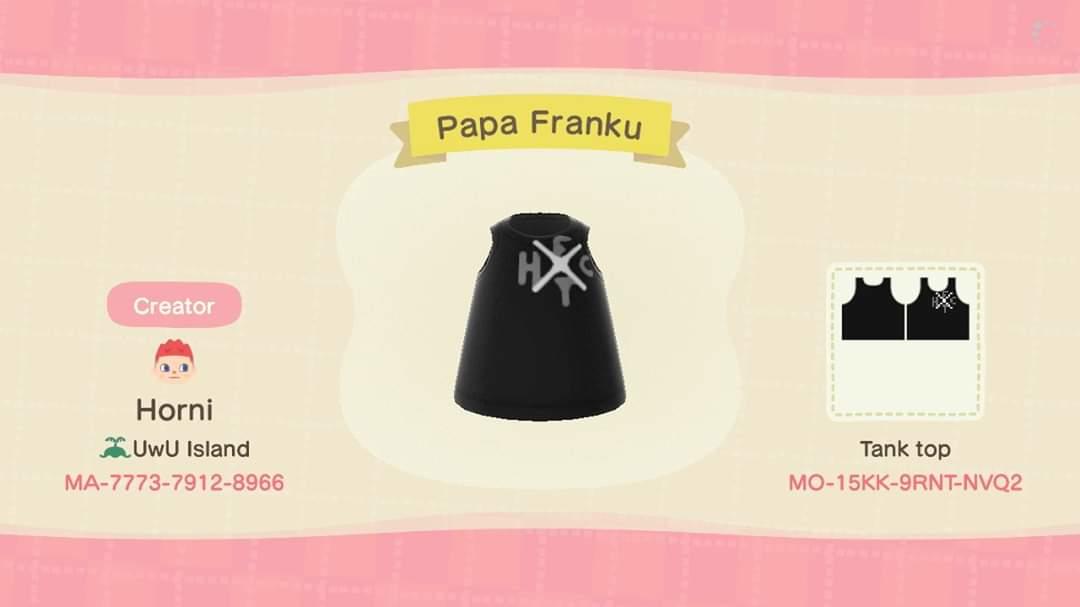 Papa Franku
F
H C
T
Creator
Horni
UwU Island
MA-7773-7912-8966
Tank top
MO-15KK-9RNT-NVQ2